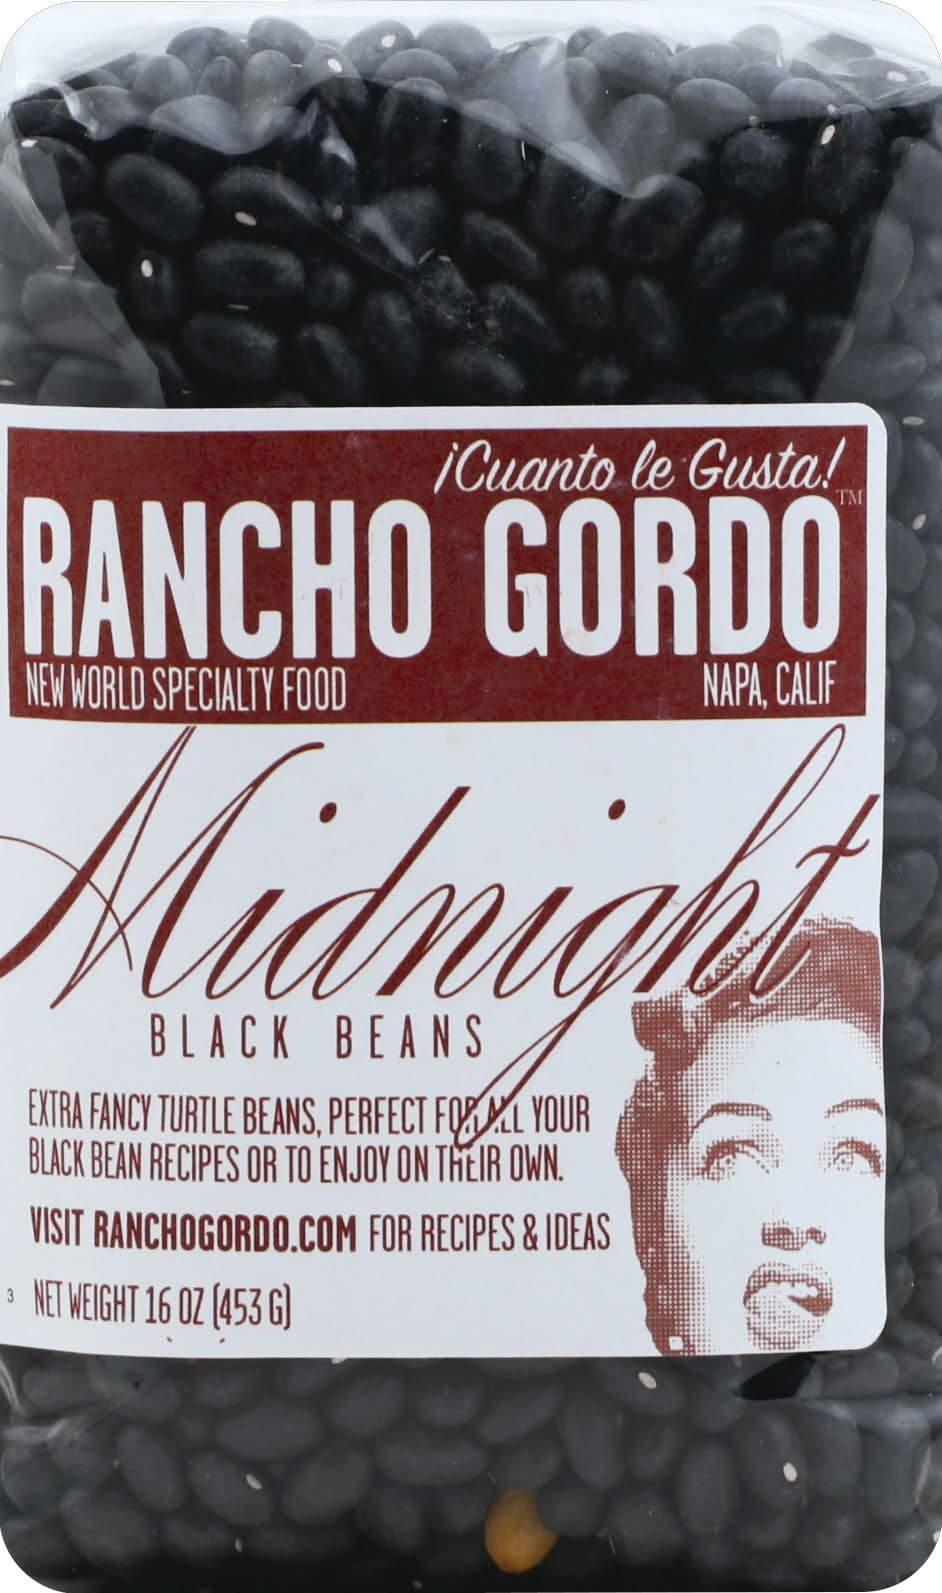 ¡Cuanto le Gusta!
RANCHO GORDO™
NEW WORLD SPECIALTY FOOD NAPA, CALIF
Midnight
BLACK BEANS
EXTRA FANCY TURTLE BEANS, PERFECT FOR ALL YOUR
BLACK BEAN RECIPES OR TO ENJOY ON THEIR OWN.
VISIT RANCHOGORDO.COM FOR RECIPES & IDEAS
3 NET WEIGHT 16 OZ (453 G)